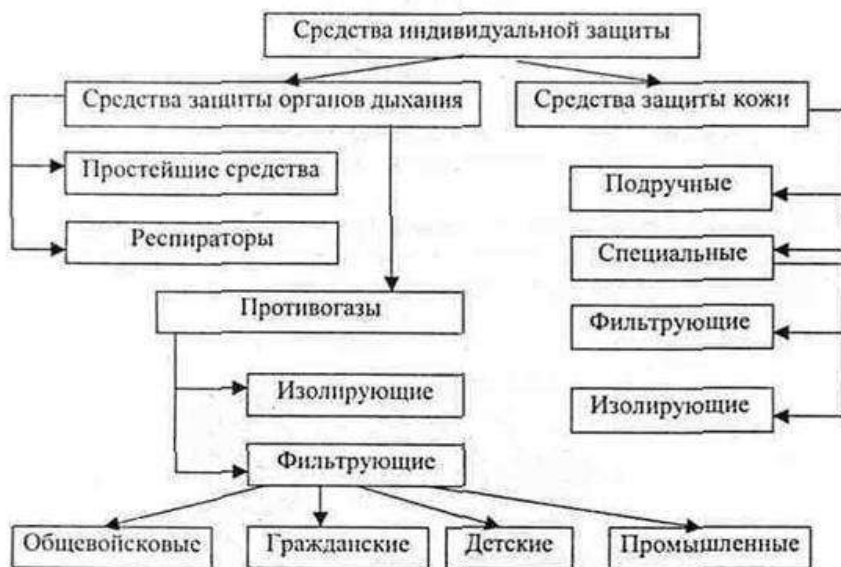 Средства индивидуальной защиты
Средства защиты органов дыхания
Средства защиты кожи
Простейшие средства
Подручные
Респираторы
Специальные
Противогазы
Фильтрующие
Изолирующие
Изолирующие
Фильтрующие
Общевойсковые
Гражданские
Детские
Промышленные